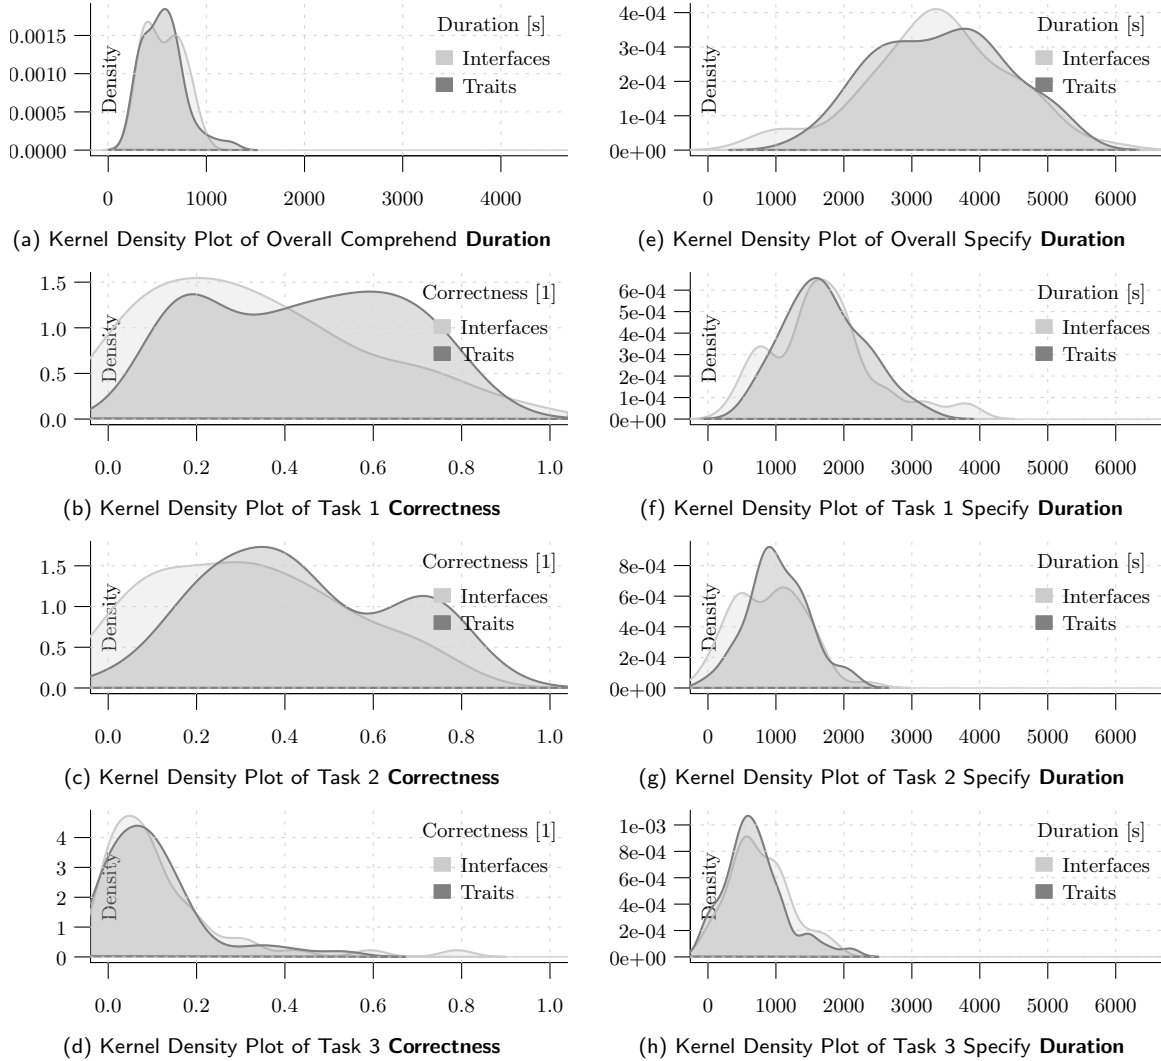 0.0015
0.0010
0.0005
0.0000
Density
Duration [s]
Interfaces
Traits
0 1000 2000 3000 4000
(a) Kernel Density Plot of Overall Comprehend Duration
4e-04
3e-04
2e-04
1e-04
0e+00
Density
Duration [s]
Interfaces
Traits
0 1000 2000 3000 4000 5000 6000
(e) Kernel Density Plot of Overall Specify Duration
1.5
1.0
0.5
0.0
Density
Correctness [1]
Interfaces
Traits
0.0 0.2 0.4 0.6 0.8 1.0
(b) Kernel Density Plot of Task 1 Correctness
6e-04
5e-04
4e-04
3e-04
2e-04
1e-04
0e+00
Density
Duration [s]
Interfaces
Traits
0 1000 2000 3000 4000 5000 6000
(f) Kernel Density Plot of Task 1 Specify Duration
1.5
1.0
0.5
0.0
Density
Correctness [1]
Interfaces
Traits
0.0 0.2 0.4 0.6 0.8 1.0
(c) Kernel Density Plot of Task 2 Correctness
8e-04
6e-04
4e-04
2e-04
0e+00
Density
Duration [s]
Interfaces
Traits
0 1000 2000 3000 4000 5000 6000
(g) Kernel Density Plot of Task 2 Specify Duration
4
3
2
1
0
Density
Correctness [1]
Interfaces
Traits
0.0 0.2 0.4 0.6 0.8 1.0
(d) Kernel Density Plot of Task 3 Correctness
1e-03
8e-04
6e-04
4e-04
2e-04
0e+00
Density
Duration [s]
Interfaces
Traits
0 1000 2000 3000 4000 5000 6000
(h) Kernel Density Plot of Task 3 Specify Duration